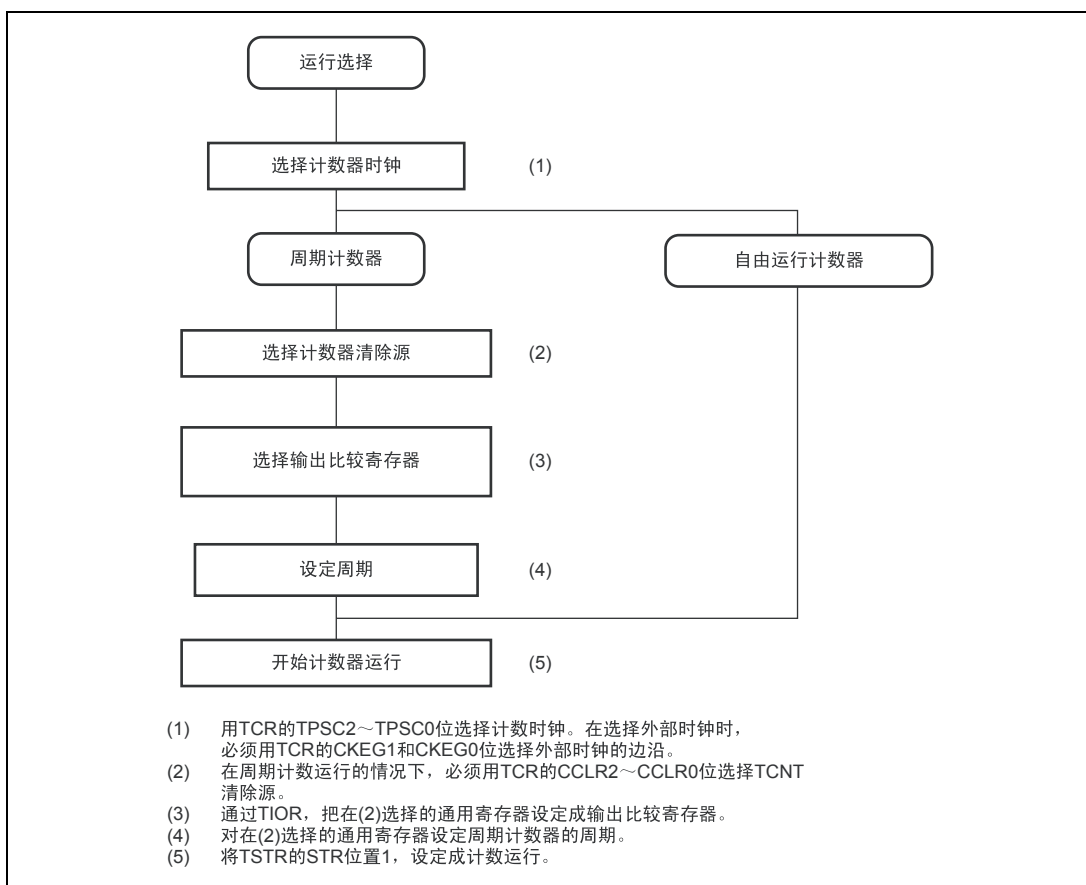 运行选择
选择计数器时钟 (1)
周期计数器 自由运行计数器
选择计数器清除源 (2)
选择输出比较寄存器 (3)
设定周期 (4)
开始计数器运行 (5)
(1) 用TCR的TPSC2～TPSC0位选择计数时钟。在选择外部时钟时，
必须用TCR的CKEG1和CKEG0位选择外部时钟的边沿。
(2) 在周期计数运行的情况下，必须用TCR的CCLR2～CCLR0位选择TCNT
清除源。
(3) 通过TIOR，把在(2)选择的通用寄存器设定成输出比较寄存器。
(4) 对在(2)选择的通用寄存器设定周期计数器的周期。
(5) 将TSTR的STR位置1，设定成计数运行。